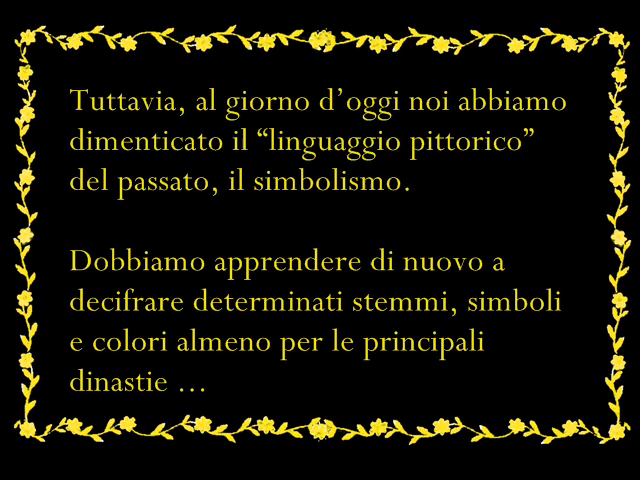 Tuttavia, al giorno d’oggi noi abbiamo
dimenticato il “linguaggio pittorico”
del passato, il simbolismo.
Dobbiamo apprendere di nuovo a
decifrare determinati stemmi, simboli
e colori almeno per le principali
dinastie ...